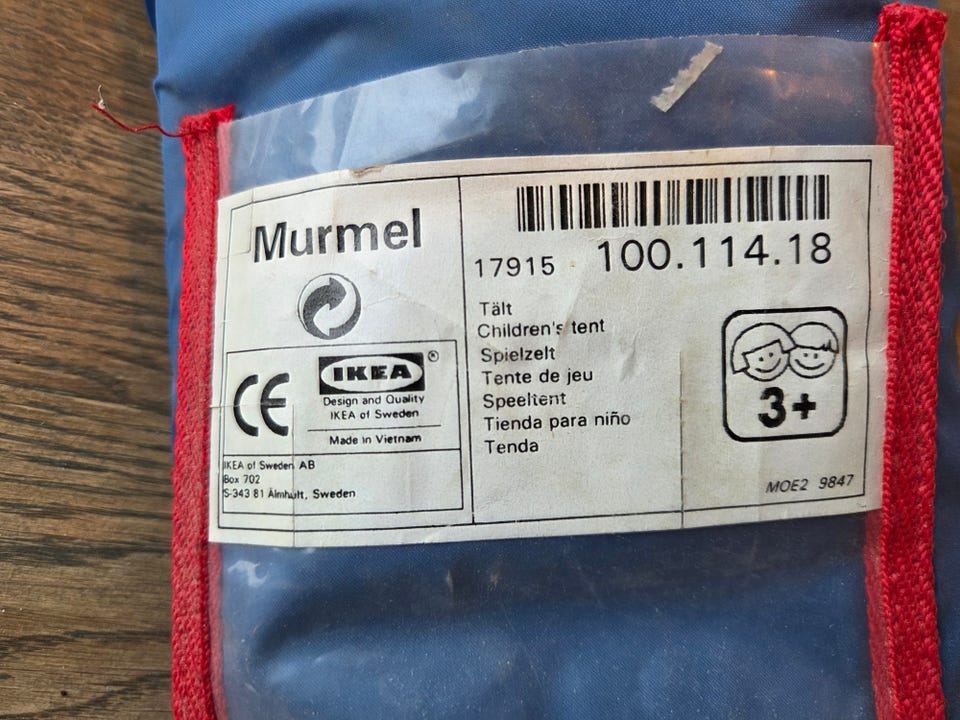 Murmel
CE
IKEA®
Design and Quality
IKEA of Sweden
Made in Vietnam
IKEA of Sweden AB
Box 702
S-343 81 Älmhult, Sweden
17915 100.114.18
Tält
Children's tent
Spielzelt
Tente de jeu
Speeltent
Tienda para niño
Tenda
3+
MOE2 9847